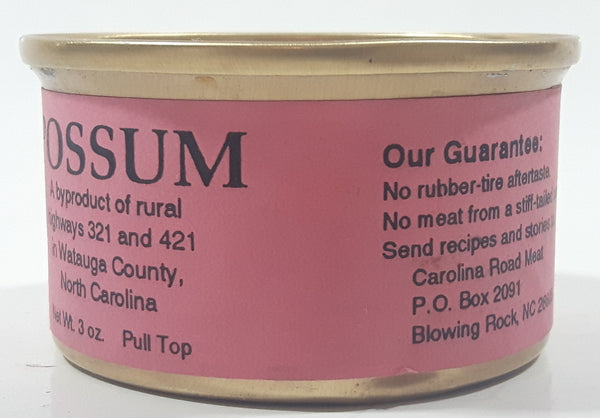 POSSUM
A byproduct of rural
highways 321 and 421
in Watauga County,
North Carolina
Net Wt. 3 oz. Pull Top
Our Guarantee:
No rubber-tire aftertaste.
No meat from a stiff-tailed
Send recipes and stories
Carolina Road Meat
P.O. Box 2091
Blowing Rock, NC